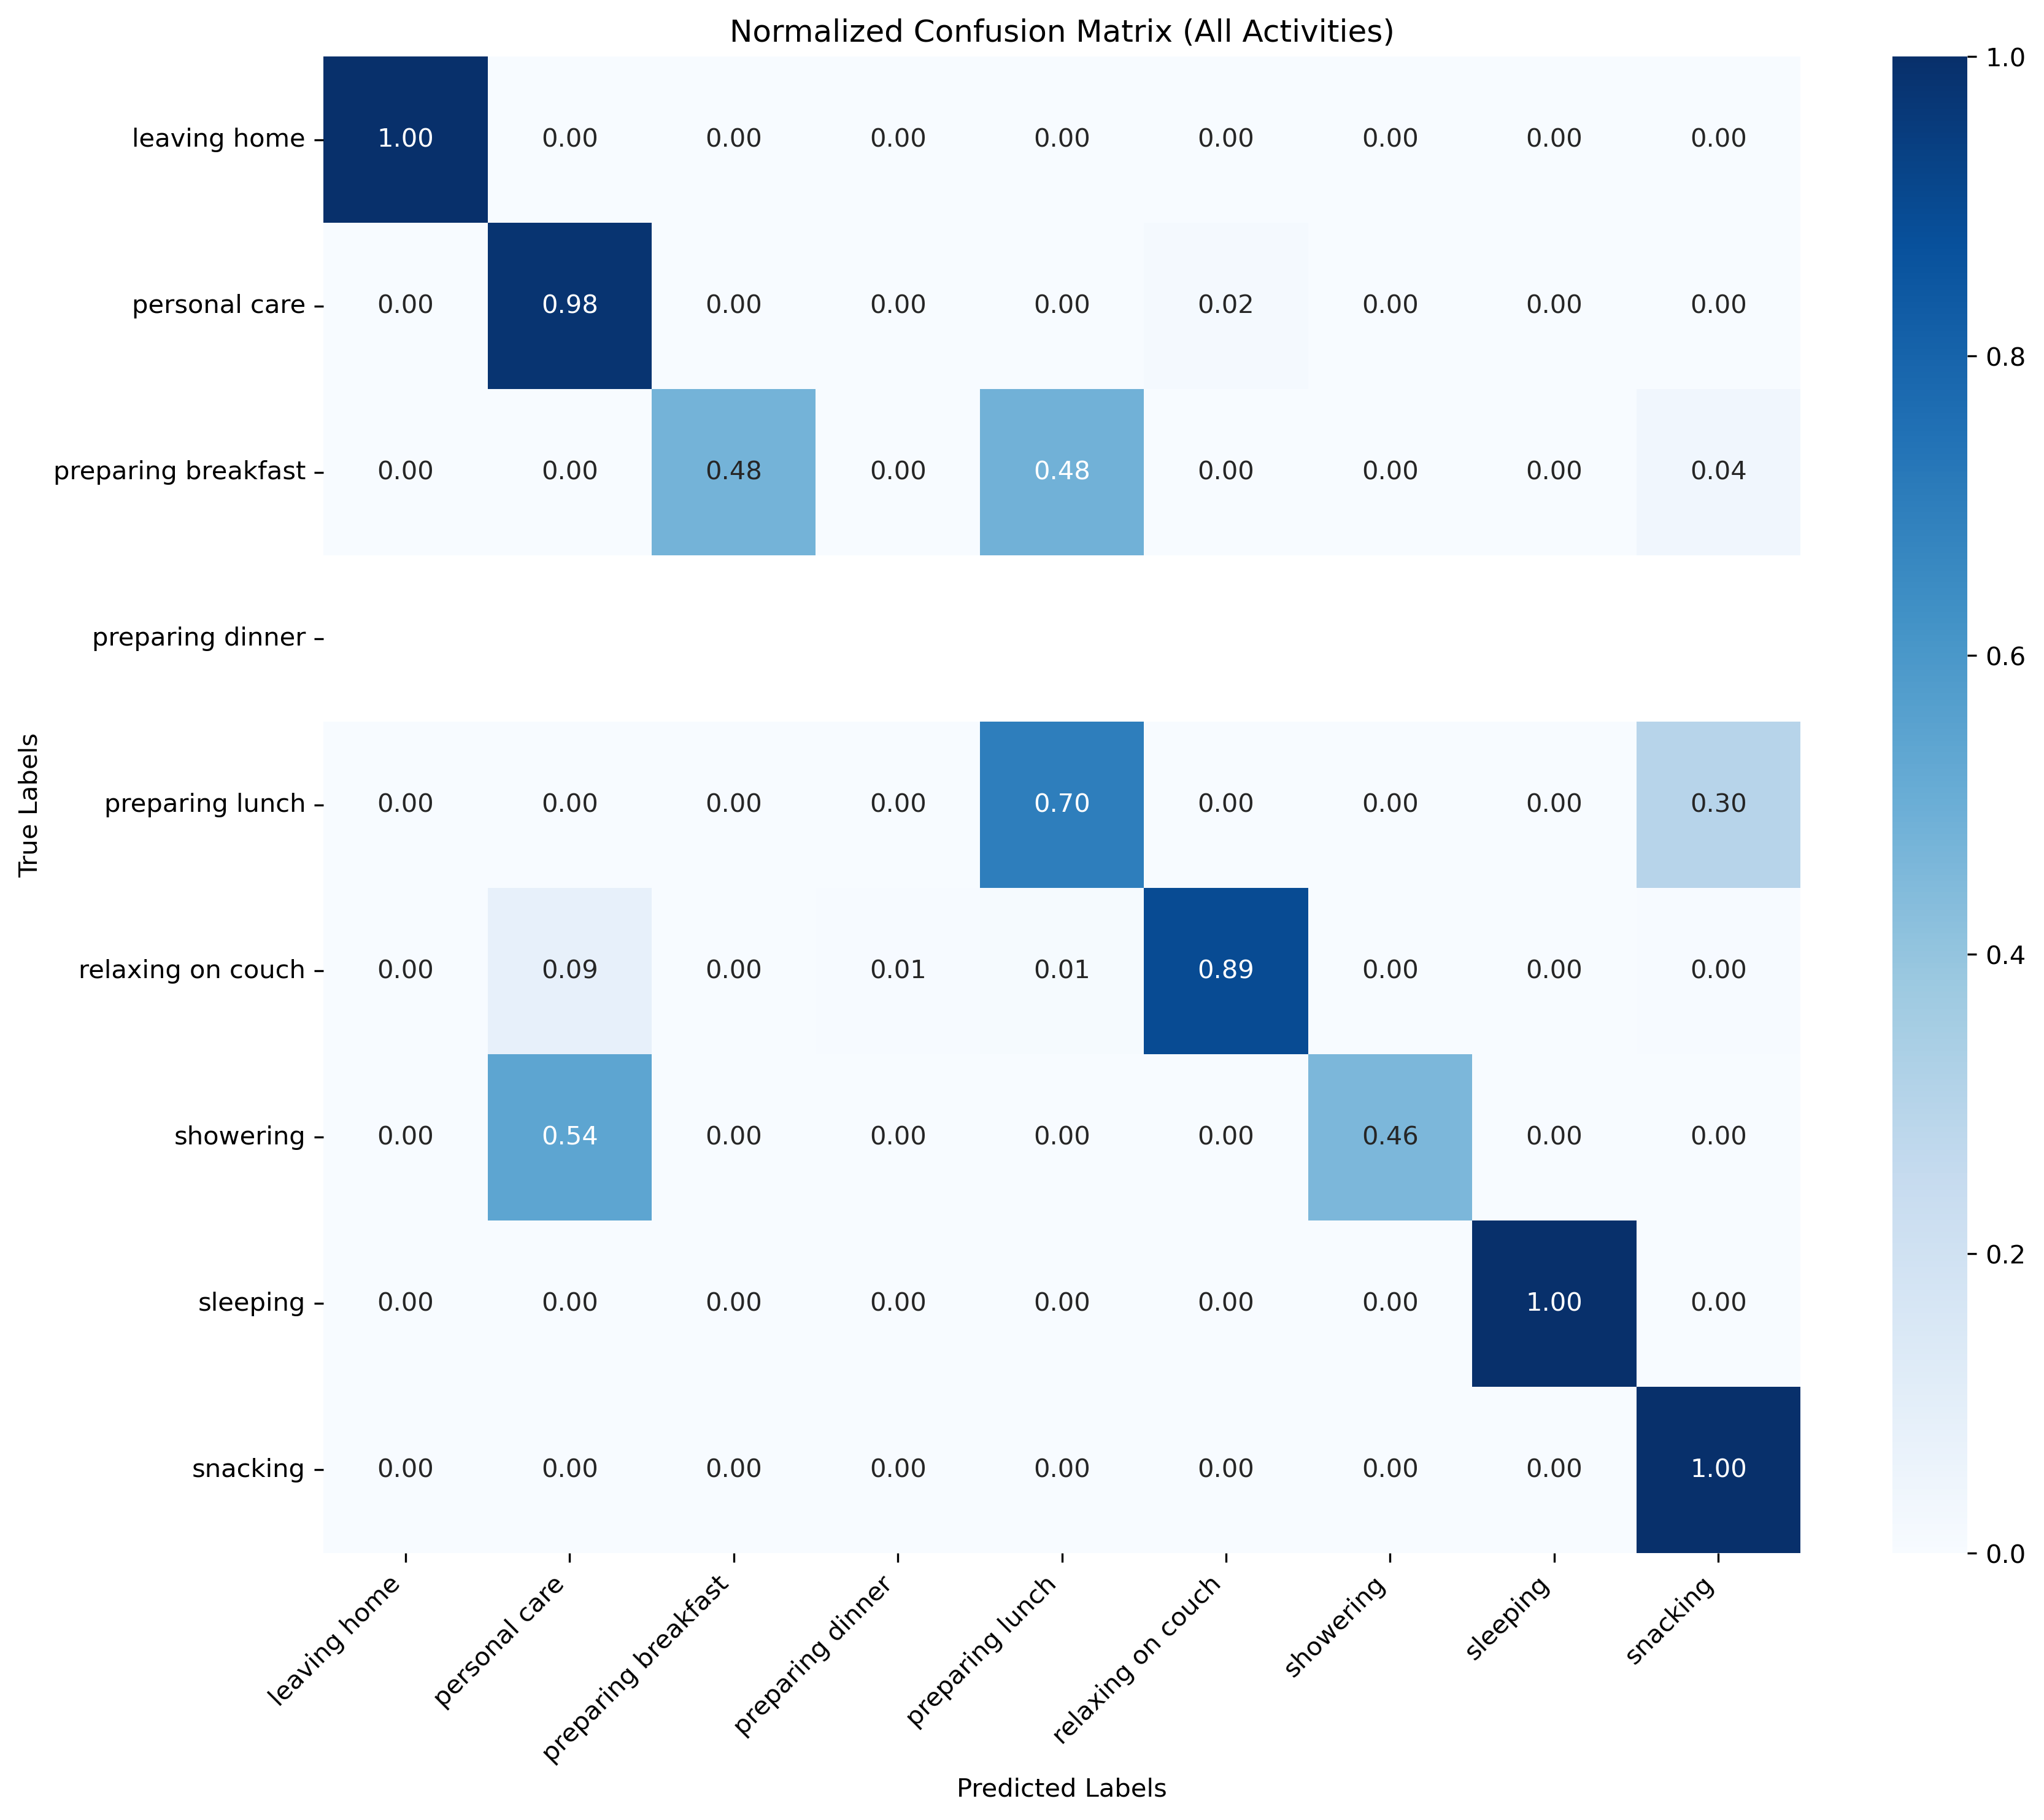 Normalized Confusion Matrix (All Activities)
True Labels
leaving home 1.00 0.00 0.00 0.00 0.00 0.00 0.00 0.00 0.00
personal care 0.00 0.98 0.00 0.00 0.00 0.02 0.00 0.00 0.00
preparing breakfast 0.00 0.00 0.48 0.00 0.48 0.00 0.00 0.00 0.04
preparing dinner
preparing lunch 0.00 0.00 0.00 0.00 0.70 0.00 0.00 0.00 0.30
relaxing on couch 0.00 0.09 0.00 0.01 0.01 0.89 0.00 0.00 0.00
showering 0.00 0.54 0.00 0.00 0.00 0.00 0.46 0.00 0.00
sleeping 0.00 0.00 0.00 0.00 0.00 0.00 0.00 1.00 0.00
snacking 0.00 0.00 0.00 0.00 0.00 0.00 0.00 0.00 1.00
leaving home
personal care
preparing breakfast
preparing dinner
preparing lunch
relaxing on couch
showering
sleeping
snacking
Predicted Labels
1.0
0.8
0.6
0.4
0.2
0.0